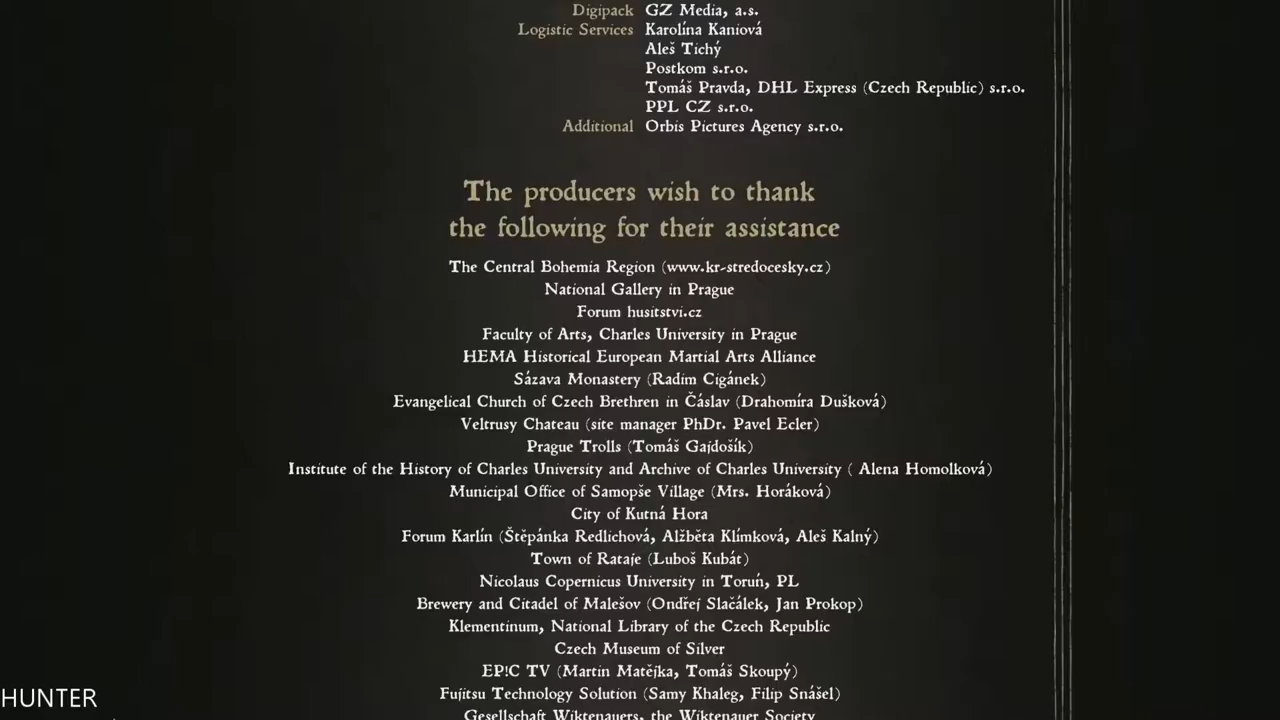 Digipack GZ Media, a.s.
Logistic Services Karolína Kaniová
Aleš Tichý
Postkom s.r.o.
Tomáš Pravda, DHL Express (Czech Republic) s.r.o.
PPL CZ s.r.o.
Additional Orbis Pictures Agency s.r.o.
The producers wish to thank
the following for their assistance
The Central Bohemia Region (www.kr-stredocesky.cz)
National Gallery in Prague
Forum husitstvi.cz
Faculty of Arts, Charles University in Prague
HEMA Historical European Martial Arts Alliance
Sázava Monastery (Radim Cigánek)
Evangelical Church of Czech Brethren in Čáslav (Drahomíra Dušková)
Veltrusy Chateau (site manager PhDr. Pavel Ecler)
Prague Trolls (Tomáš Gajdošík)
Institute of the History of Charles University and Archive of Charles University ( Alena Homolková)
Municipal Office of Samopše Village (Mrs. Horáková)
City of Kutná Hora
Forum Karlín (Štěpánka Redlichová, Alžběta Klímková, Aleš Kalný)
Town of Rataje (Luboš Kubát)
Nicolaus Copernicus University in Toruń, PL
Brewery and Citadel of Malešov (Ondřej Slačálek, Jan Prokop)
Klementinum, National Library of the Czech Republic
Czech Museum of Silver
EP!C TV (Martin Matějka, Tomáš Skoupý)
Fujitsu Technology Solution (Samy Khaleg, Filip Snášel)
HUNTER
Gesellschaft Wiktenauers, the Wiktenauer Society